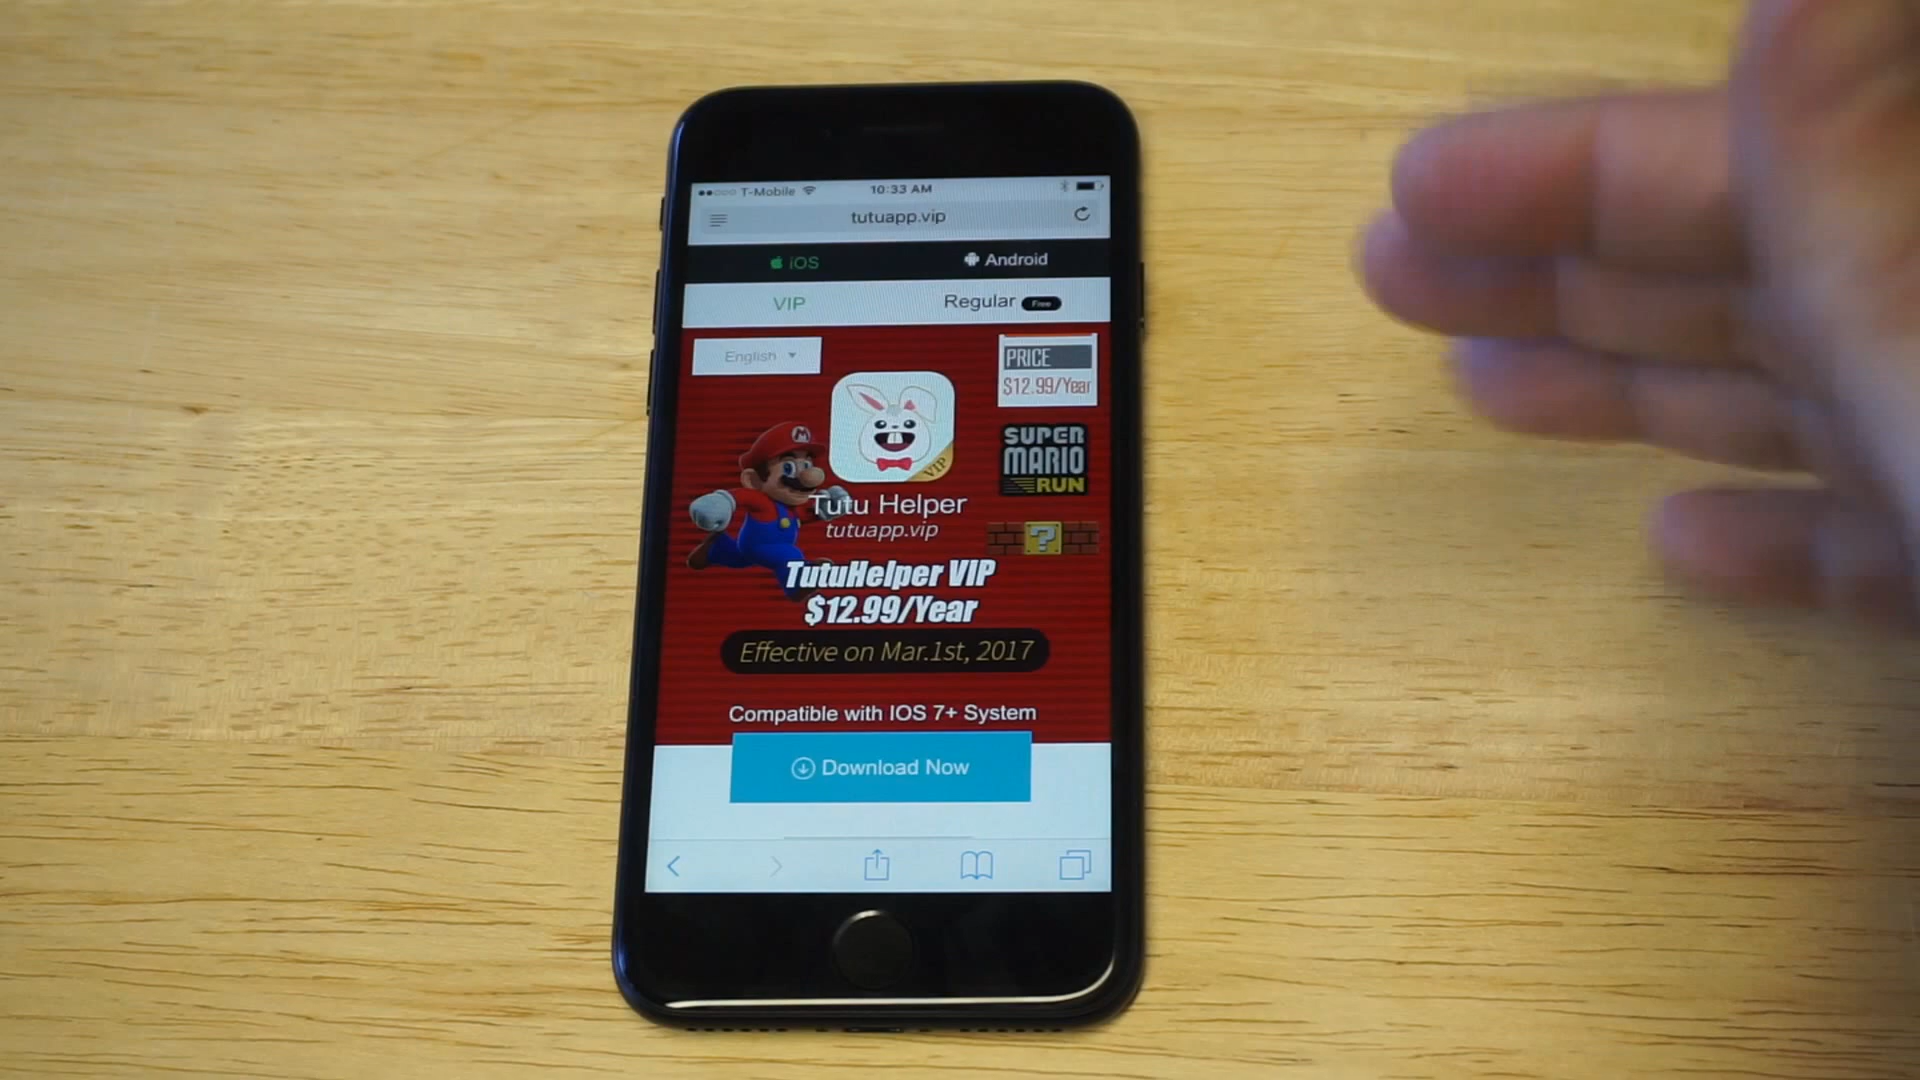 T-Mobile 10:33 AM
tutuapp.vip
iOS Android
VIP Regular Free
English
PRICE
$12.99/Year
VIP
M
SUPER
MARIO
RUN
?
Tutu Helper
tutuapp.vip
TutuHelper VIP
$12.99/Year
Effective on Mar.1st, 2017
Compatible with IOS 7+ System
Download Now